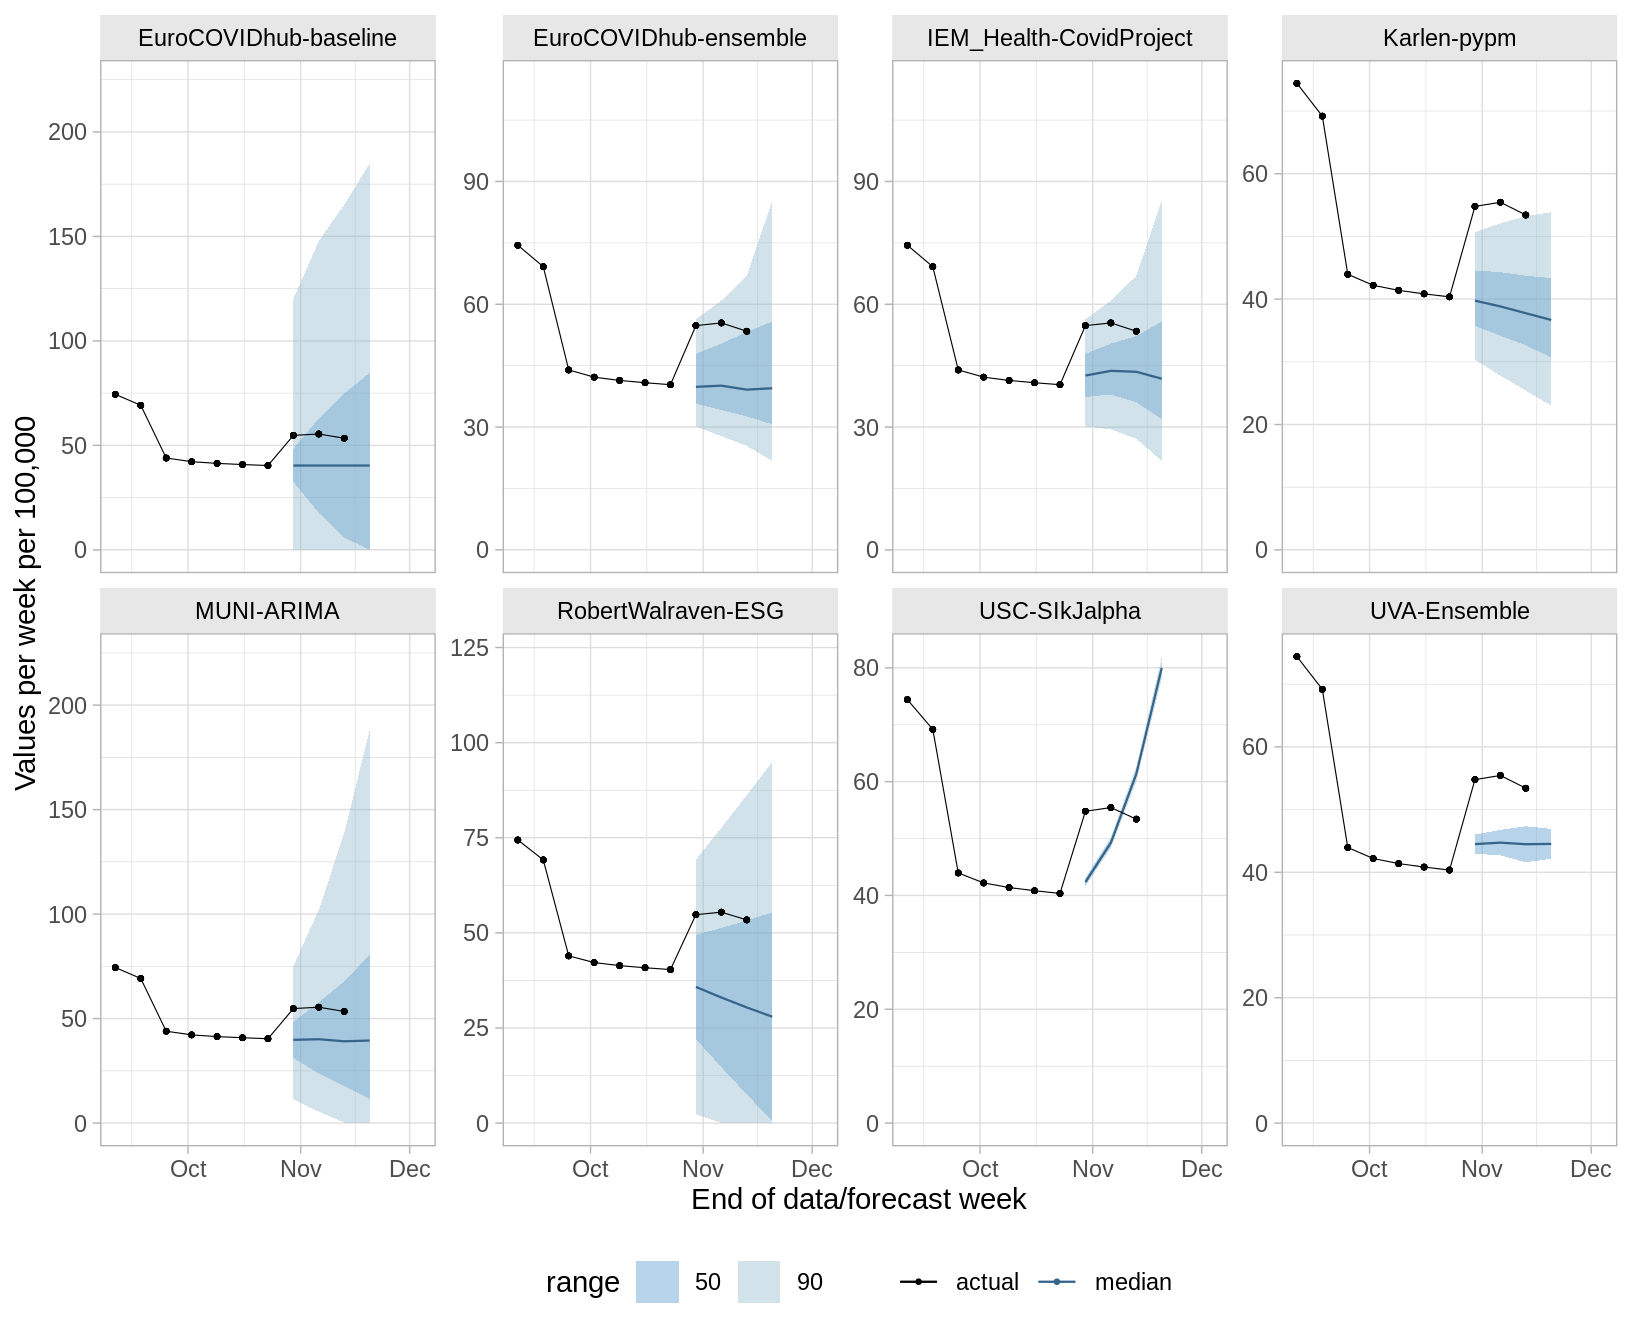 EuroCOVIDhub-baseline
EuroCOVIDhub-ensemble
IEM_Health-CovidProject
Karlen-pypm
200
150
100
50
0
90
60
30
0
90
60
30
0
60
40
20
0
Values per week per 100,000
MUNI-ARIMA
RobertWalraven-ESG
USC-SIkJalpha
UVA-Ensemble
200
150
100
50
0
125
100
75
50
25
0
80
60
40
20
0
60
40
20
0
Oct Nov Dec
Oct Nov Dec
Oct Nov Dec
Oct Nov Dec
End of data/forecast week
range 50 90 actual median